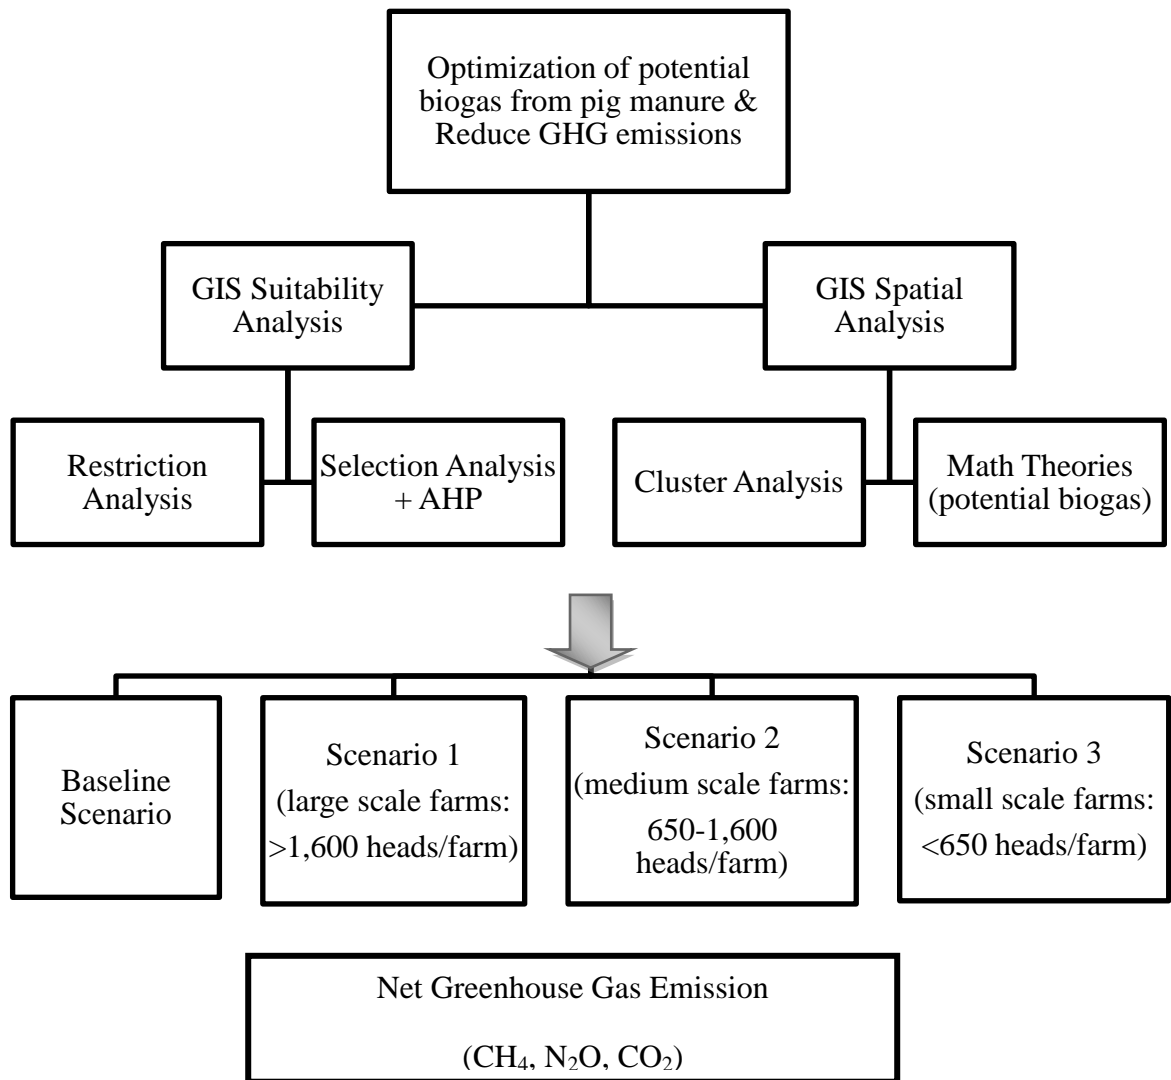 Optimization of potential
biogas from pig manure &
Reduce GHG emissions
GIS Suitability
Analysis
GIS Spatial
Analysis
Restriction
Analysis
Selection Analysis
+ AHP
Cluster Analysis
Math Theories
(potential biogas)
Baseline
Scenario
Scenario 1
(large scale farms:
>1,600 heads/farm)
Scenario 2
(medium scale farms:
650-1,600
heads/farm)
Scenario 3
(small scale farms:
<650 heads/farm)
Net Greenhouse Gas Emission
(CH₄, N₂O, CO₂)